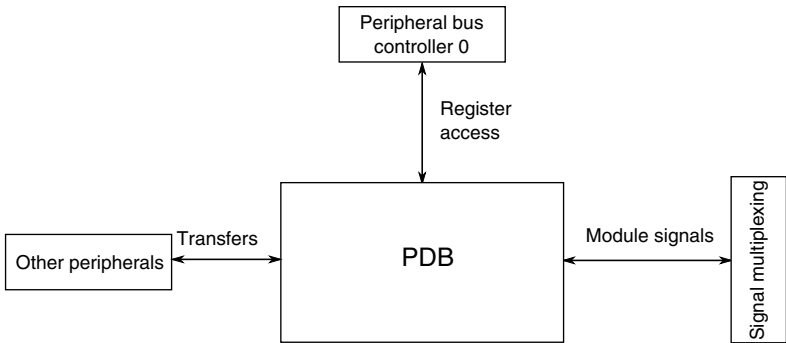 Peripheral bus
controller 0
Register
access
Transfers
Other peripherals
PDB
Module signals
Signal multiplexing